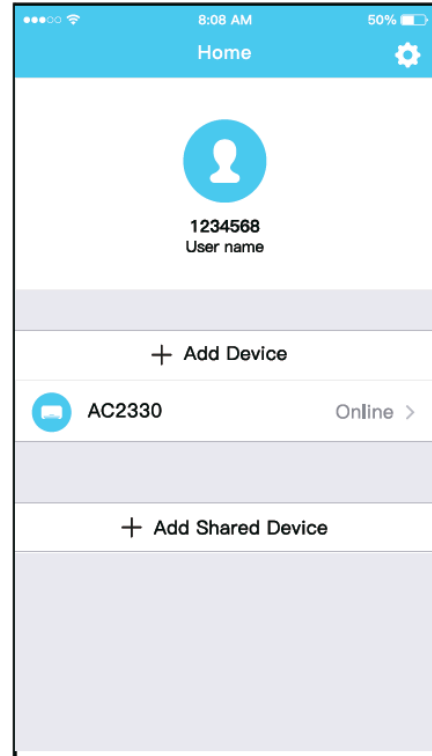 8:08 AM
50%
Home
1234568
User name
+ Add Device
AC2330
Online >
+ Add Shared Device